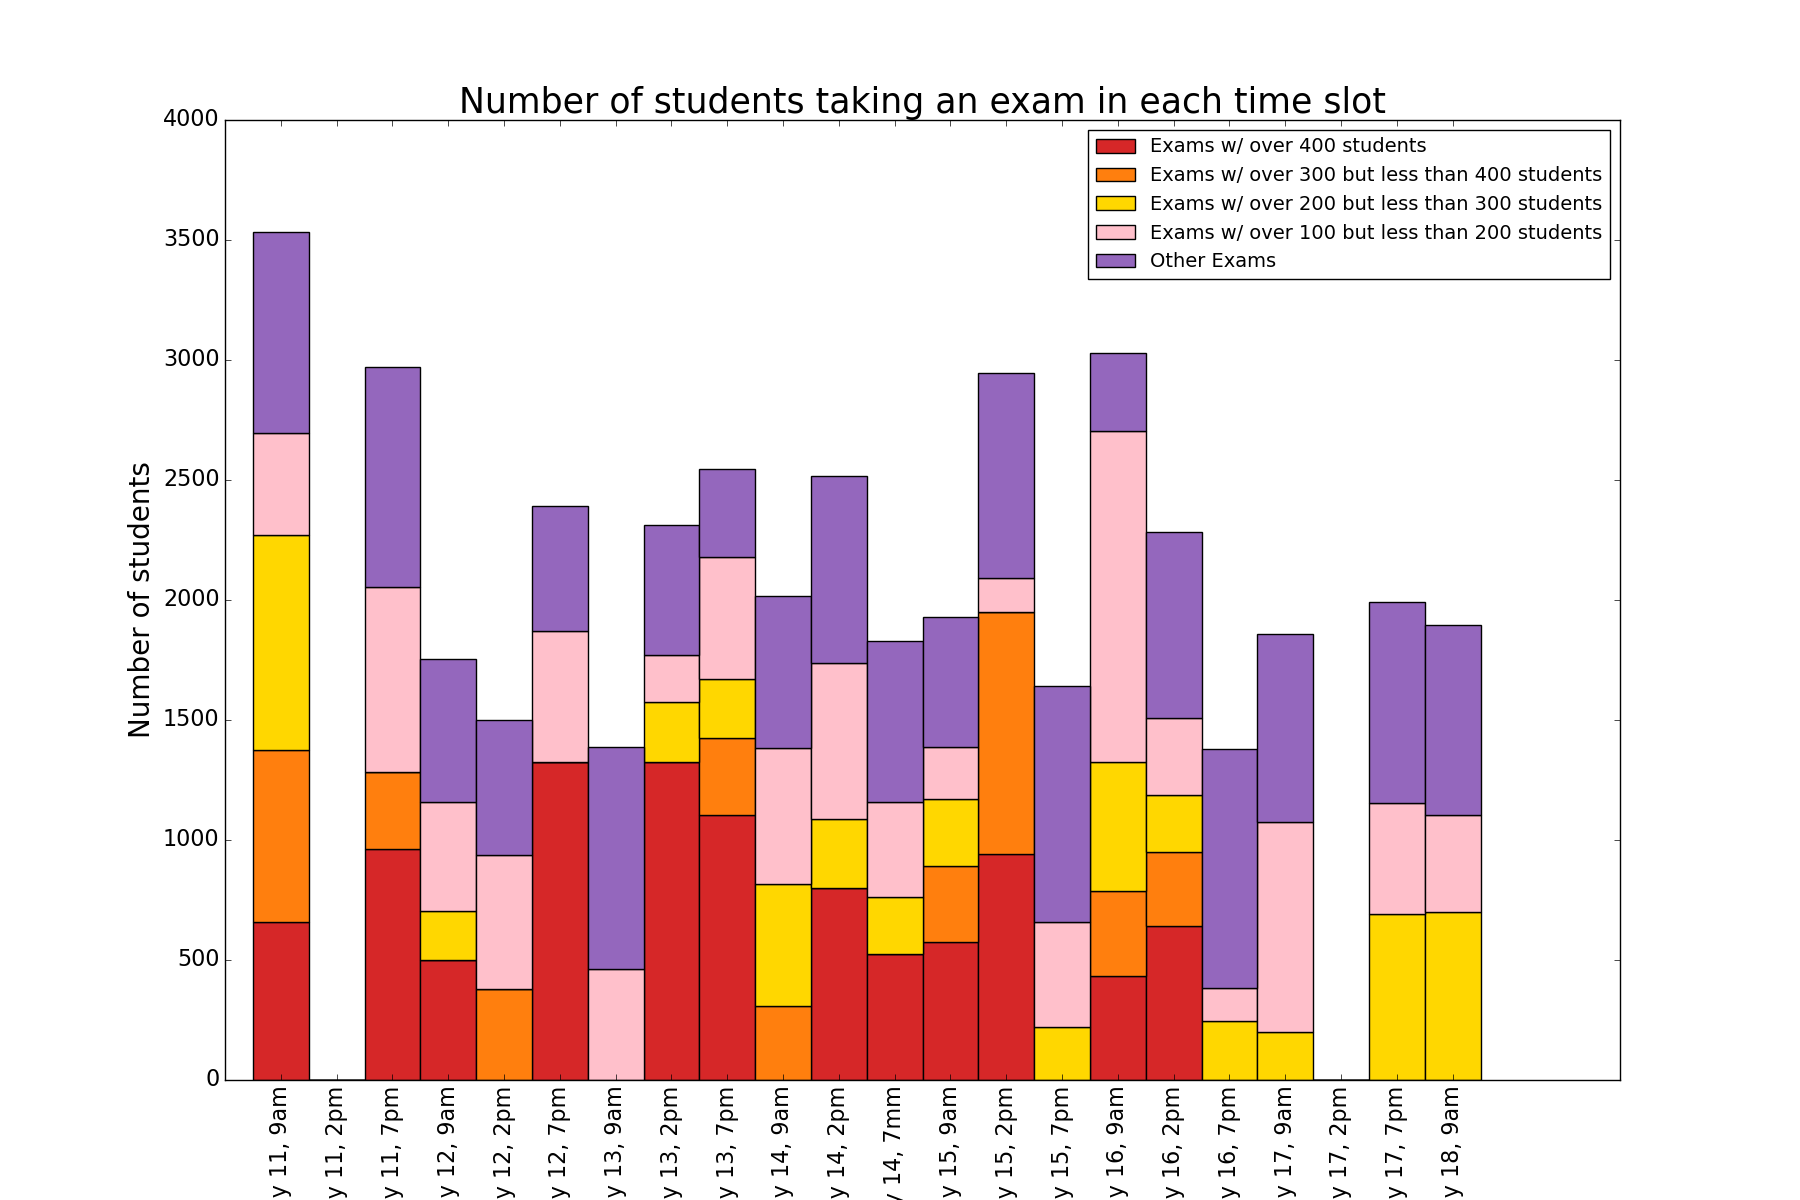 Number of students taking an exam in each time slot
Exams w/ over 400 students
Exams w/ over 300 but less than 400 students
Exams w/ over 200 but less than 300 students
Exams w/ over 100 but less than 200 students
Other Exams
Number of students
4000
3500
3000
2500
2000
1500
1000
500
0
y 11, 9am
y 11, 2pm
y 11, 7pm
y 12, 9am
y 12, 2pm
y 12, 7pm
y 13, 9am
y 13, 2pm
y 13, 7pm
y 14, 9am
y 14, 2pm
y 14, 7mm
y 15, 9am
y 15, 2pm
y 15, 7pm
y 16, 9am
y 16, 2pm
y 16, 7pm
y 17, 9am
y 17, 2pm
y 17, 7pm
y 18, 9am